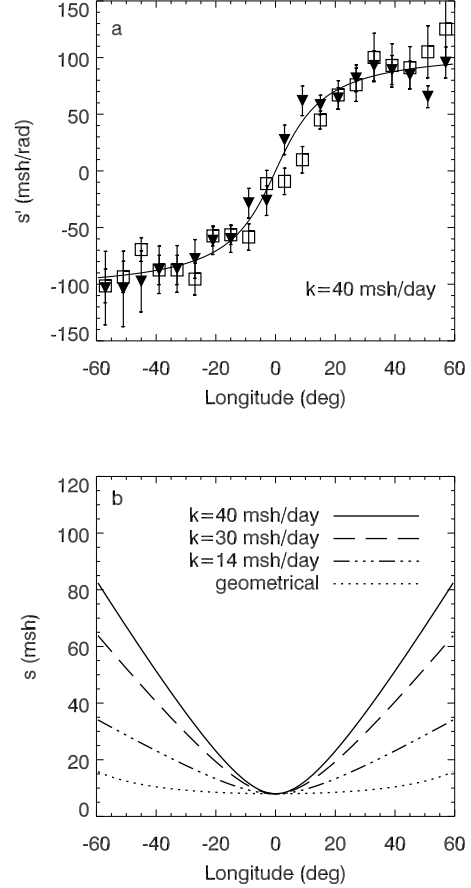 150
a
100
50
s' (msh/rad)
0
-50
-100
k=40 msh/day
-150
-60 -40 -20 0 20 40 60
Longitude (deg)
120
b
k=40 msh/day
100
k=30 msh/day
k=14 msh/day
80
geometrical
s (msh)
60
40
20
0
-60 -40 -20 0 20 40 60
Longitude (deg)